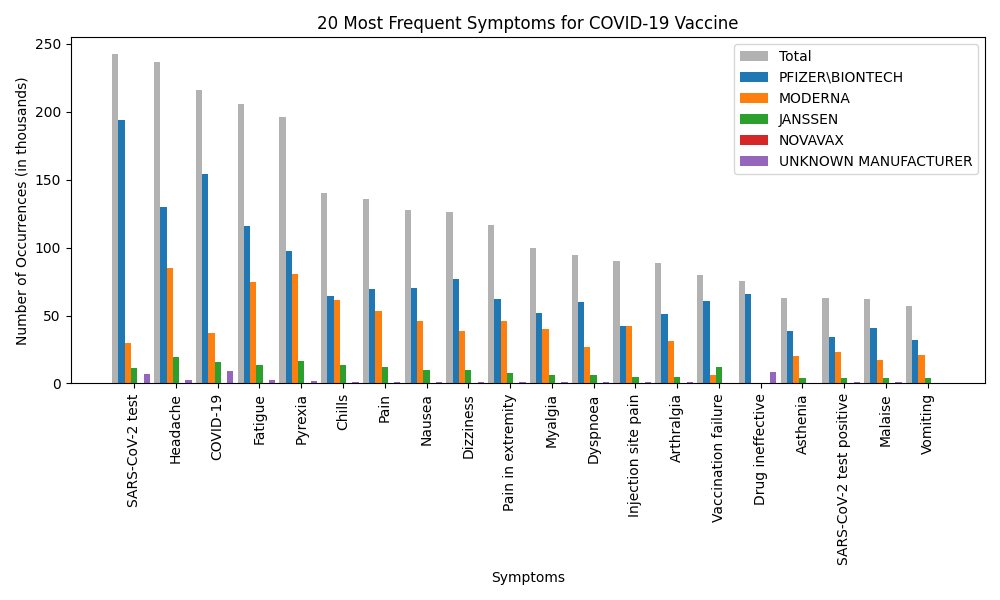 20 Most Frequent Symptoms for COVID-19 Vaccine
250
200
150
100
50
0
Number of Occurrences (in thousands)
Total
PFIZER\BIONTECH
MODERNA
JANSSEN
NOVAVAX
UNKNOWN MANUFACTURER
SARS-CoV-2 test
Headache
COVID-19
Fatigue
Pyrexia
Chills
Pain
Nausea
Dizziness
Pain in extremity
Myalgia
Dyspnoea
Injection site pain
Arthralgia
Vaccination failure
Drug ineffective
Asthenia
SARS-CoV-2 test positive
Malaise
Vomiting
Symptoms